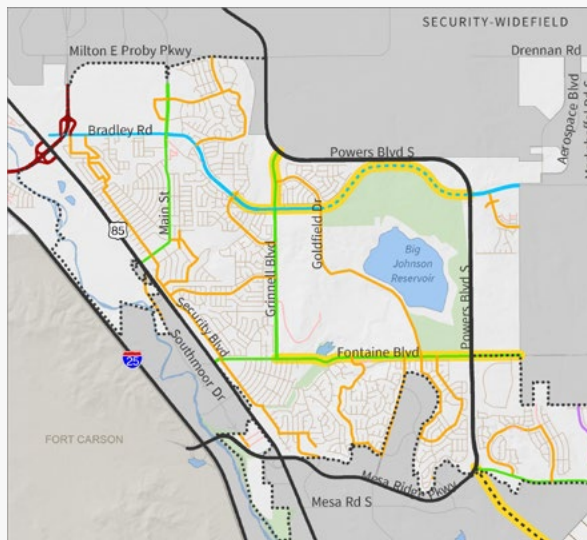 SECURITY-WIDEFIELD
Milton E Proby Pkwy
Drennan Rd
Aerospace Blvd
Bradley Rd
Powers Blvd S
Main St
Goldfield Dr
85
Grinnell Blvd
Big
Johnson
Reservoir
Powers Blvd S
Security Blvd
Southmoor Dr
Fontaine Blvd
25
FORT CARSON
Mesa Ridge Pkwy
Mesa Rd S